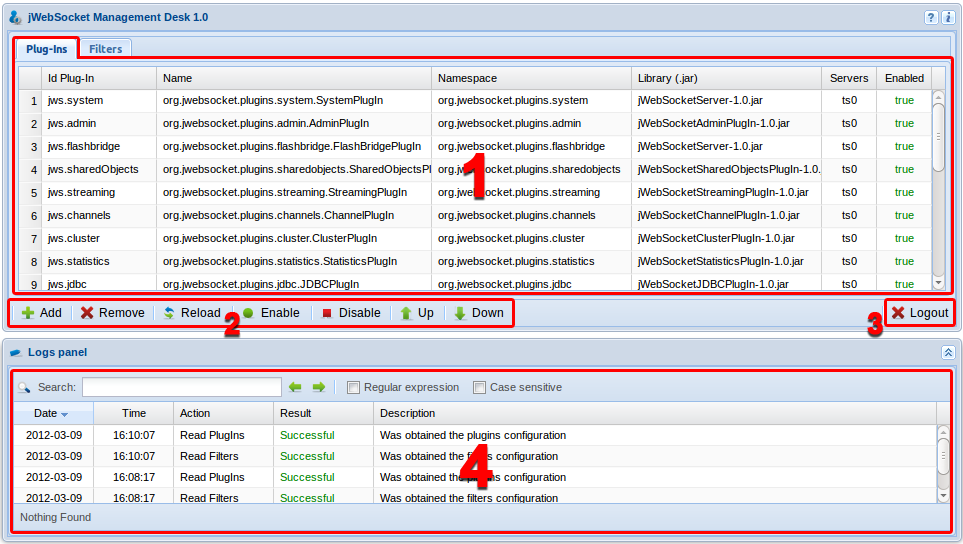 jWebSocket Management Desk 1.0
Plug-Ins Filters
Id Plug-In Name Namespace Library (.jar) Servers Enabled
1 jws.system org.jwebsocket.plugins.system.SystemPlugIn org.jwebsocket.plugins.system jWebSocketServer-1.0.jar ts0 true
2 jws.admin org.jwebsocket.plugins.admin.AdminPlugIn org.jwebsocket.plugins.admin jWebSocketAdminPlugIn-1.0.jar ts0 true
3 jws.flashbridge org.jwebsocket.plugins.flashbridge.FlashBridgePlugIn org.jwebsocket.plugins.flashbridge jWebSocketServer-1.0.jar ts0 true
4 jws.sharedObjects org.jwebsocket.plugins.sharedobjects.SharedObjectsPl org.jwebsocket.plugins.sharedobjects jWebSocketSharedObjectsPlugIn-1.0. ts0 true
1
5 jws.streaming org.jwebsocket.plugins.streaming.StreamingPlugIn org.jwebsocket.plugins.streaming jWebSocketStreamingPlugIn-1.0.jar ts0 true
6 jws.channels org.jwebsocket.plugins.channels.ChannelPlugIn org.jwebsocket.plugins.channels jWebSocketChannelPlugIn-1.0.jar ts0 true
7 jws.cluster org.jwebsocket.plugins.cluster.ClusterPlugIn org.jwebsocket.plugins.cluster jWebSocketClusterPlugIn-1.0.jar ts0 true
8 jws.statistics org.jwebsocket.plugins.statistics.StatisticsPlugIn org.jwebsocket.plugins.statistics jWebSocketStatisticsPlugIn-1.0.jar ts0 true
9 jws.jdbc org.jwebsocket.plugins.jdbc.JDBCPlugIn org.jwebsocket.plugins.jdbc jWebSocketJDBCPlugIn-1.0.jar ts0 true
Add Remove Reload Enable Disable Up Down Logout
2 3
Logs panel
Search: Regular expression Case sensitive
Date Time Action Result Description
2012-03-09 16:10:07 Read PlugIns Successful Was obtained the plugins configuration
2012-03-09 16:10:07 Read Filters Successful Was obtained the filters configuration
4
2012-03-09 16:08:17 Read PlugIns Successful Was obtained the plugins configuration
2012-03-09 16:08:17 Read Filters Successful Was obtained the filters configuration
Nothing Found